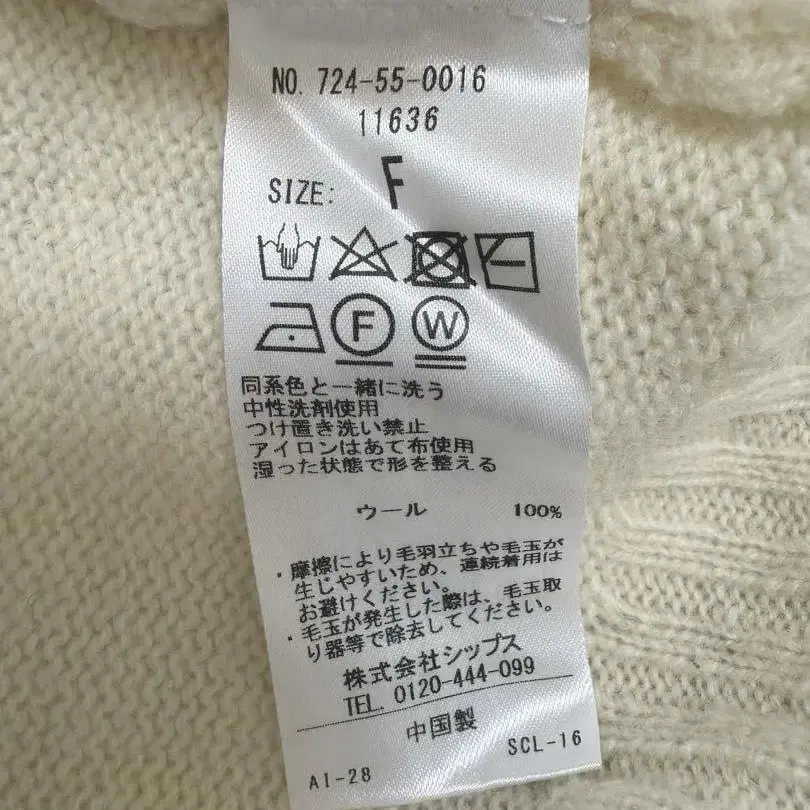 NO. 724-55-0016
11636
SIZE: F
F W
同系色と一緒に洗う
中性洗剤使用
つけ置き洗い禁止
アイロンはあて布使用
湿った状態で形を整える
ウール 100%
・摩擦により毛羽立ちや毛玉が
生じやすいため、連続着用は
お避けください。
・毛玉が発生した際は、毛玉取
り器等で除去してください。
株式会社シップス
TEL. 0120-444-099
中国製
AI-28 SCL-16